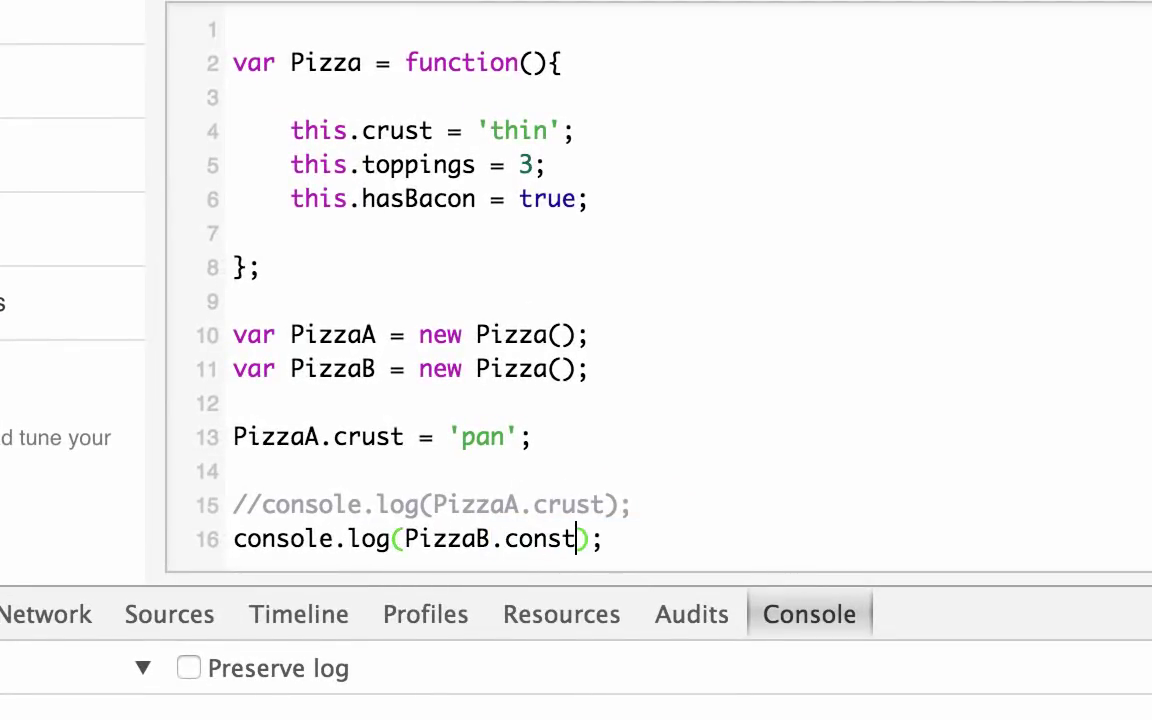 1
2 var Pizza = function(){
3
4     this.crust = 'thin';
5     this.toppings = 3;
6     this.hasBacon = true;
7
8 };
9
s
10 var PizzaA = new Pizza();
11 var PizzaB = new Pizza();
12
d tune your
13 PizzaA.crust = 'pan';
14
15 //console.log(PizzaA.crust);
16 console.log(PizzaB.const);
Network Sources Timeline Profiles Resources Audits Console
▼ Preserve log